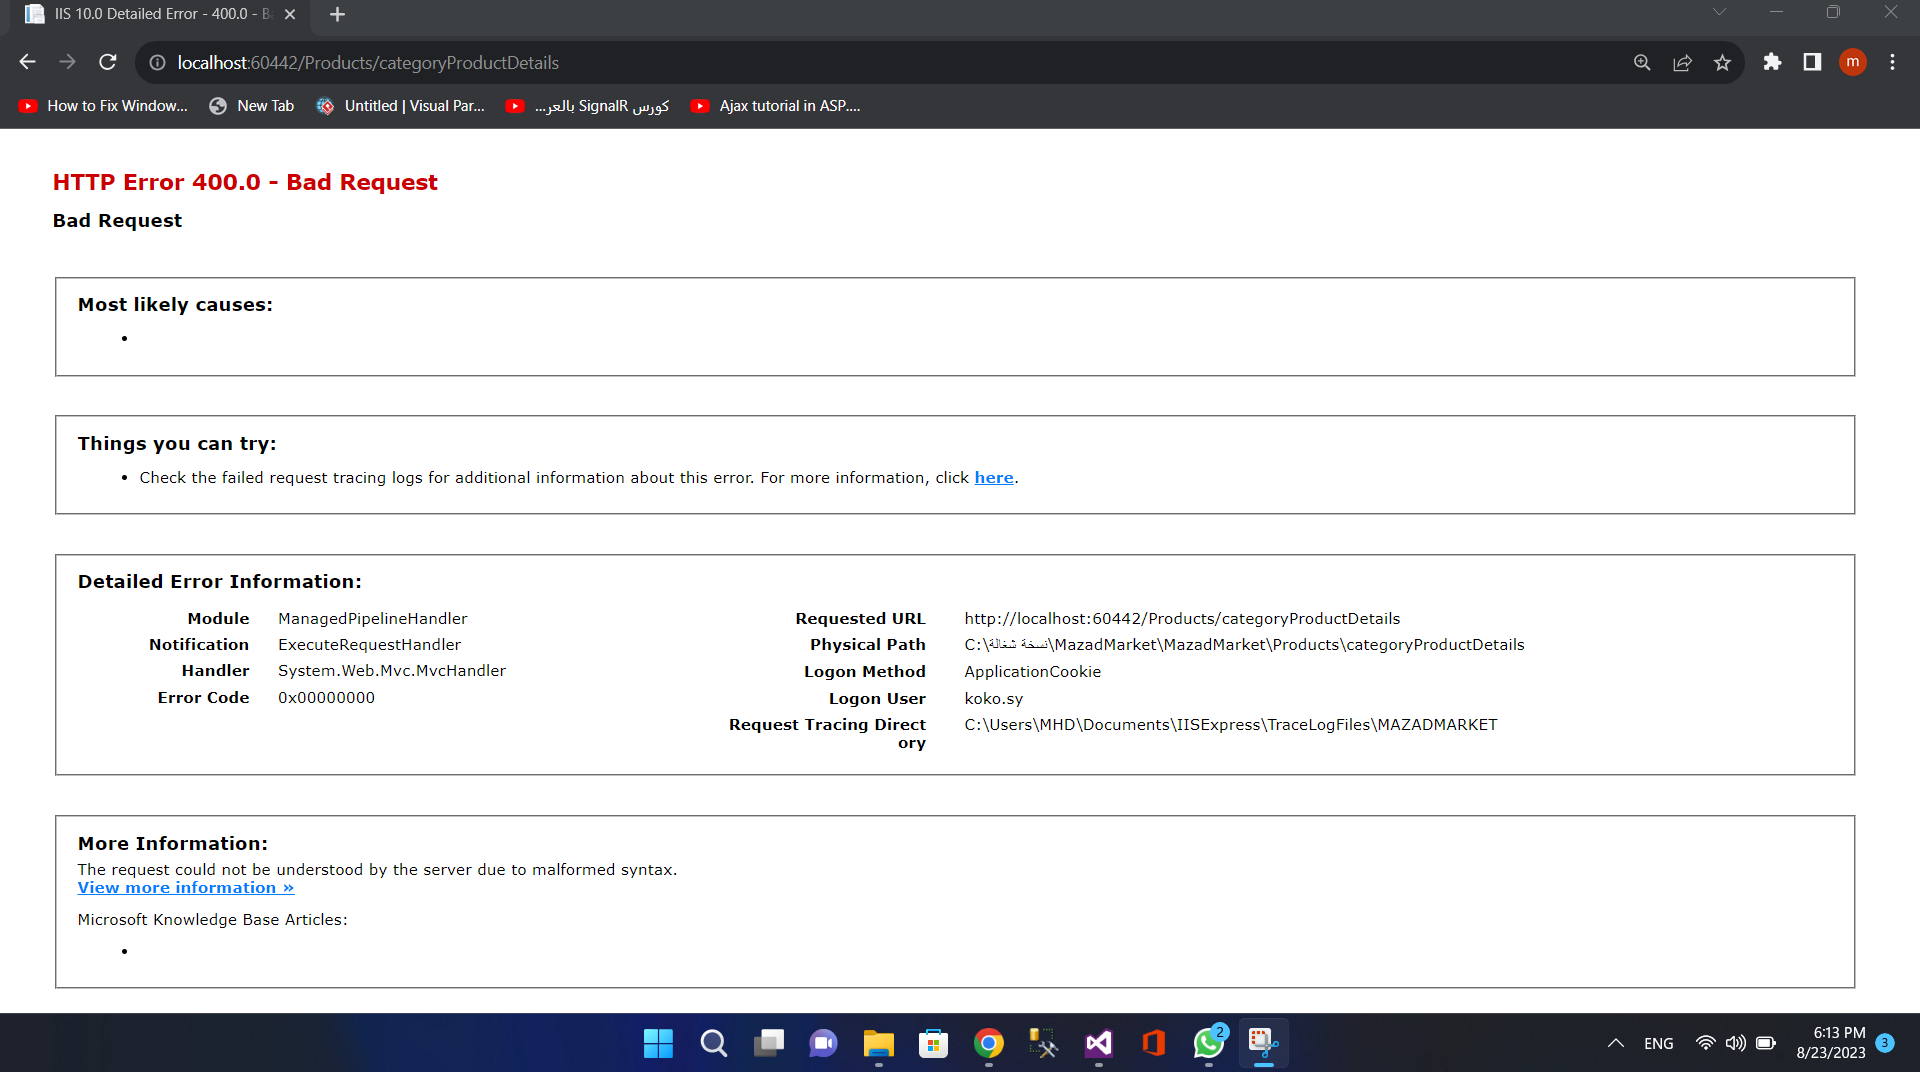 IIS 10.0 Detailed Error - 400.0 - Ba
localhost:60442/Products/categoryProductDetails
m
How to Fix Window...
New Tab
Untitled | Visual Par...
كورس SignalR بالعر...
Ajax tutorial in ASP....
HTTP Error 400.0 - Bad Request
Bad Request
Most likely causes:
Things you can try:
• Check the failed request tracing logs for additional information about this error. For more information, click here.
Detailed Error Information:
Module ManagedPipelineHandler
Notification ExecuteRequestHandler
Handler System.Web.Mvc.MvcHandler
Error Code 0x00000000
Requested URL http://localhost:60442/Products/categoryProductDetails
Physical Path C:\نسخة شغالة\MazadMarket\MazadMarket\Products\categoryProductDetails
Logon Method ApplicationCookie
Logon User koko.sy
Request Tracing Direct
ory C:\Users\MHD\Documents\IISExpress\TraceLogFiles\MAZADMARKET
More Information:
The request could not be understood by the server due to malformed syntax.
View more information »
Microsoft Knowledge Base Articles:
2
ENG
6:13 PM
8/23/2023
3